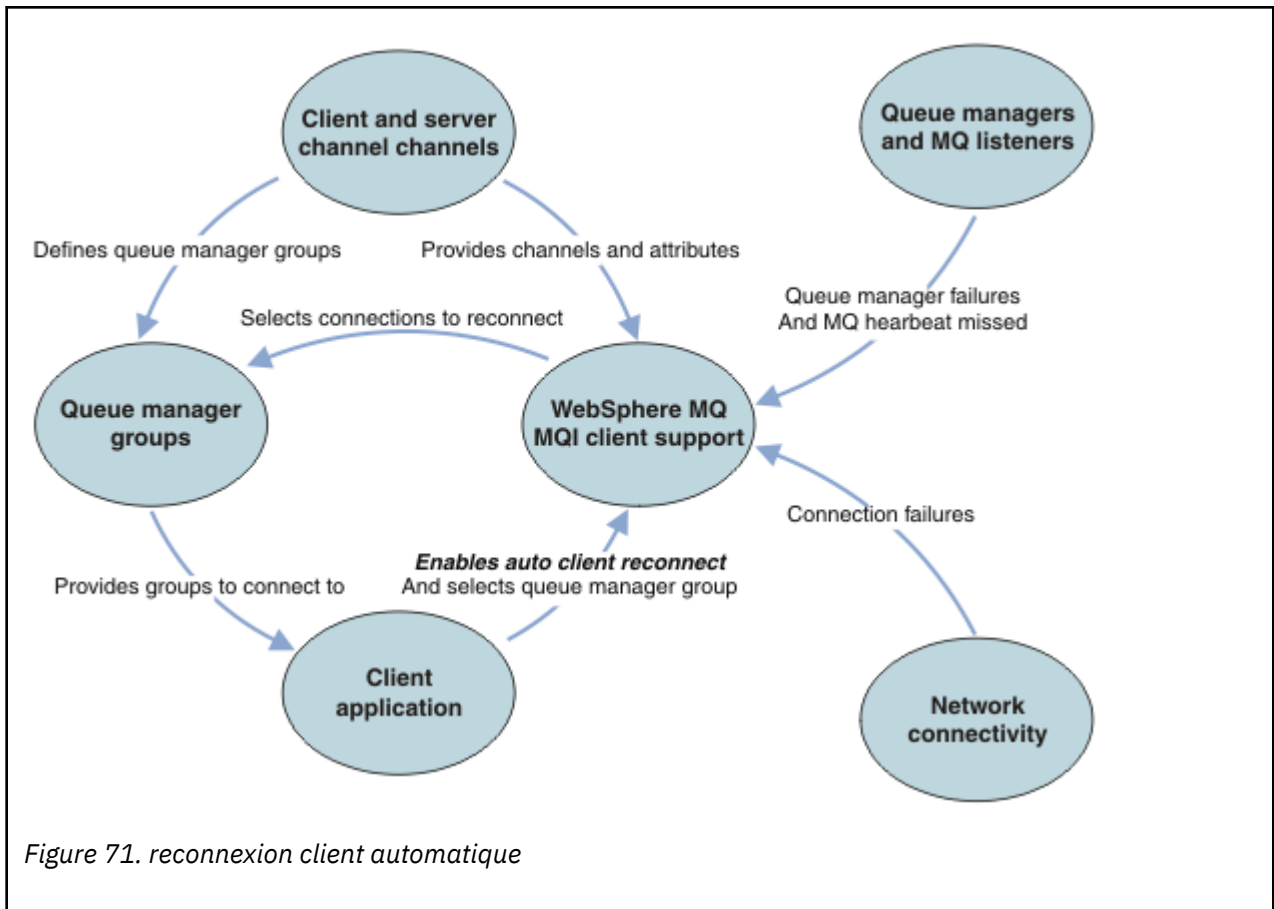 Client and server
channel channels
Queue managers
and MQ listeners
Defines queue manager groups
Provides channels and attributes
Queue manager failures
And MQ hearbeat missed
Selects connections to reconnect
Queue manager
groups
WebSphere MQ
MQI client support
Connection failures
Enables auto client reconnect
And selects queue manager group
Provides groups to connect to
Client
application
Network
connectivity
Figure 71. reconnexion client automatique